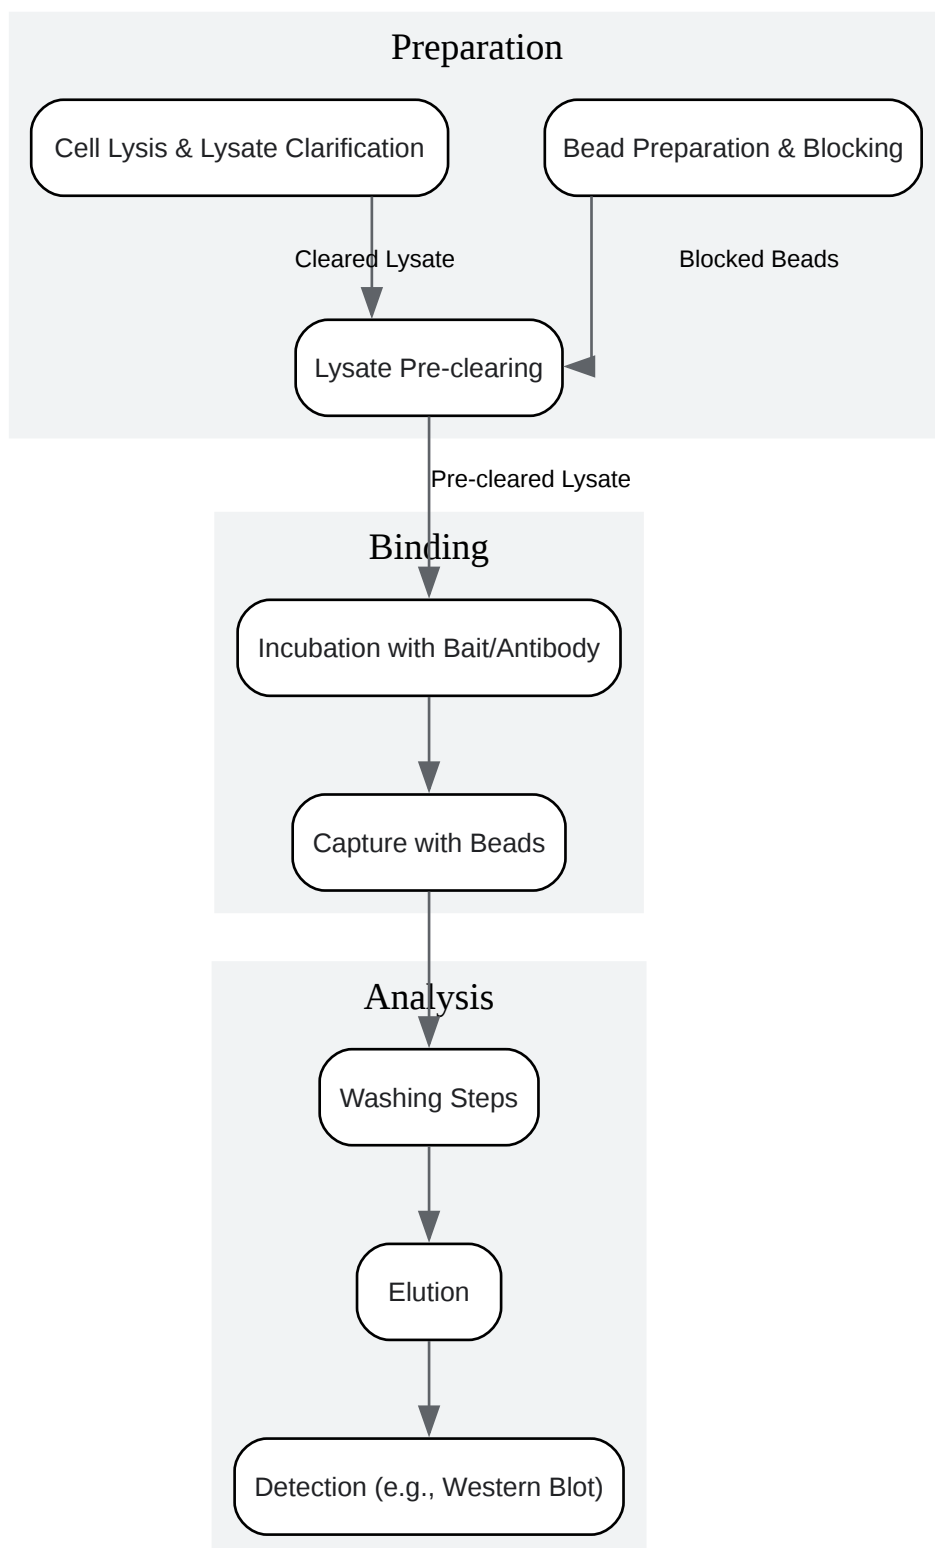 Preparation
Cell Lysis & Lysate Clarification
Bead Preparation & Blocking
Cleared Lysate
Blocked Beads
Lysate Pre-clearing
Pre-cleared Lysate
Binding
Incubation with Bait/Antibody
Capture with Beads
Analysis
Washing Steps
Elution
Detection (e.g., Western Blot)